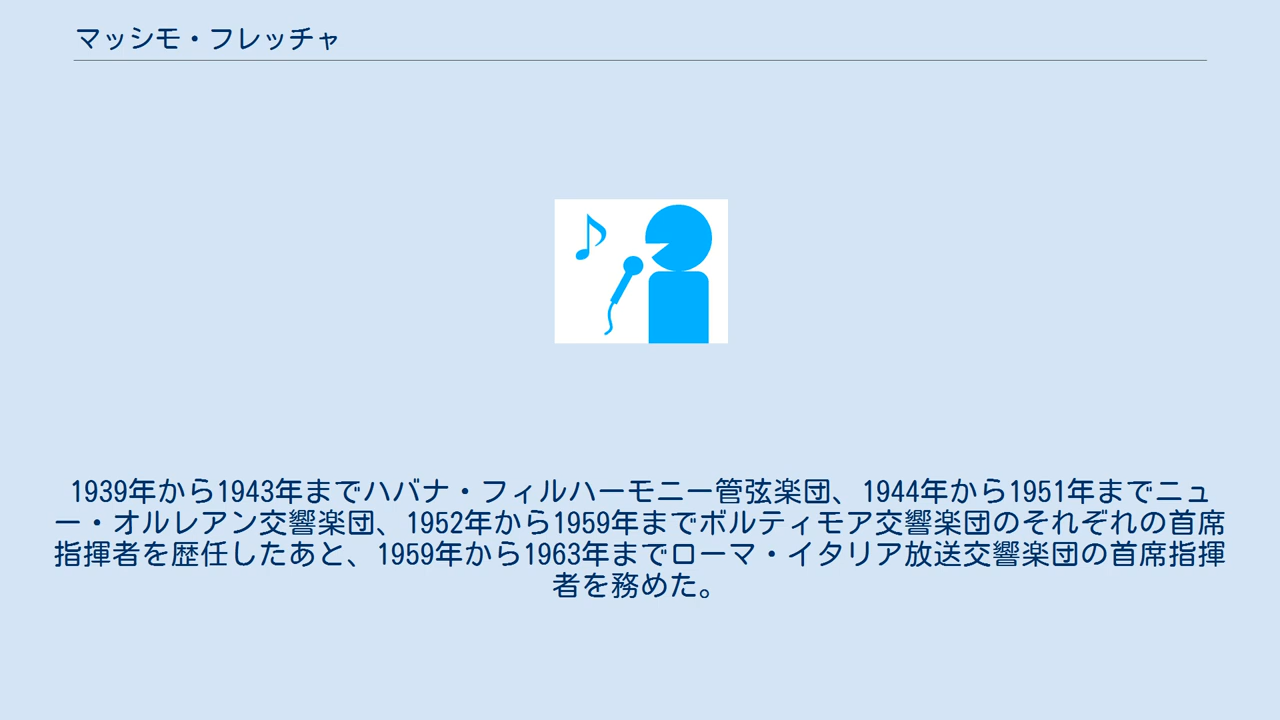 マッシモ・フレッチャ
1939年から1943年までハバナ・フィルハーモニー管弦楽団、1944年から1951年までニュ
ー・オルレアン交響楽団、1952年から1959年までボルティモア交響楽団のそれぞれの首席
指揮者を歴任したあと、1959年から1963年までローマ・イタリア放送交響楽団の首席指揮
者を務めた。